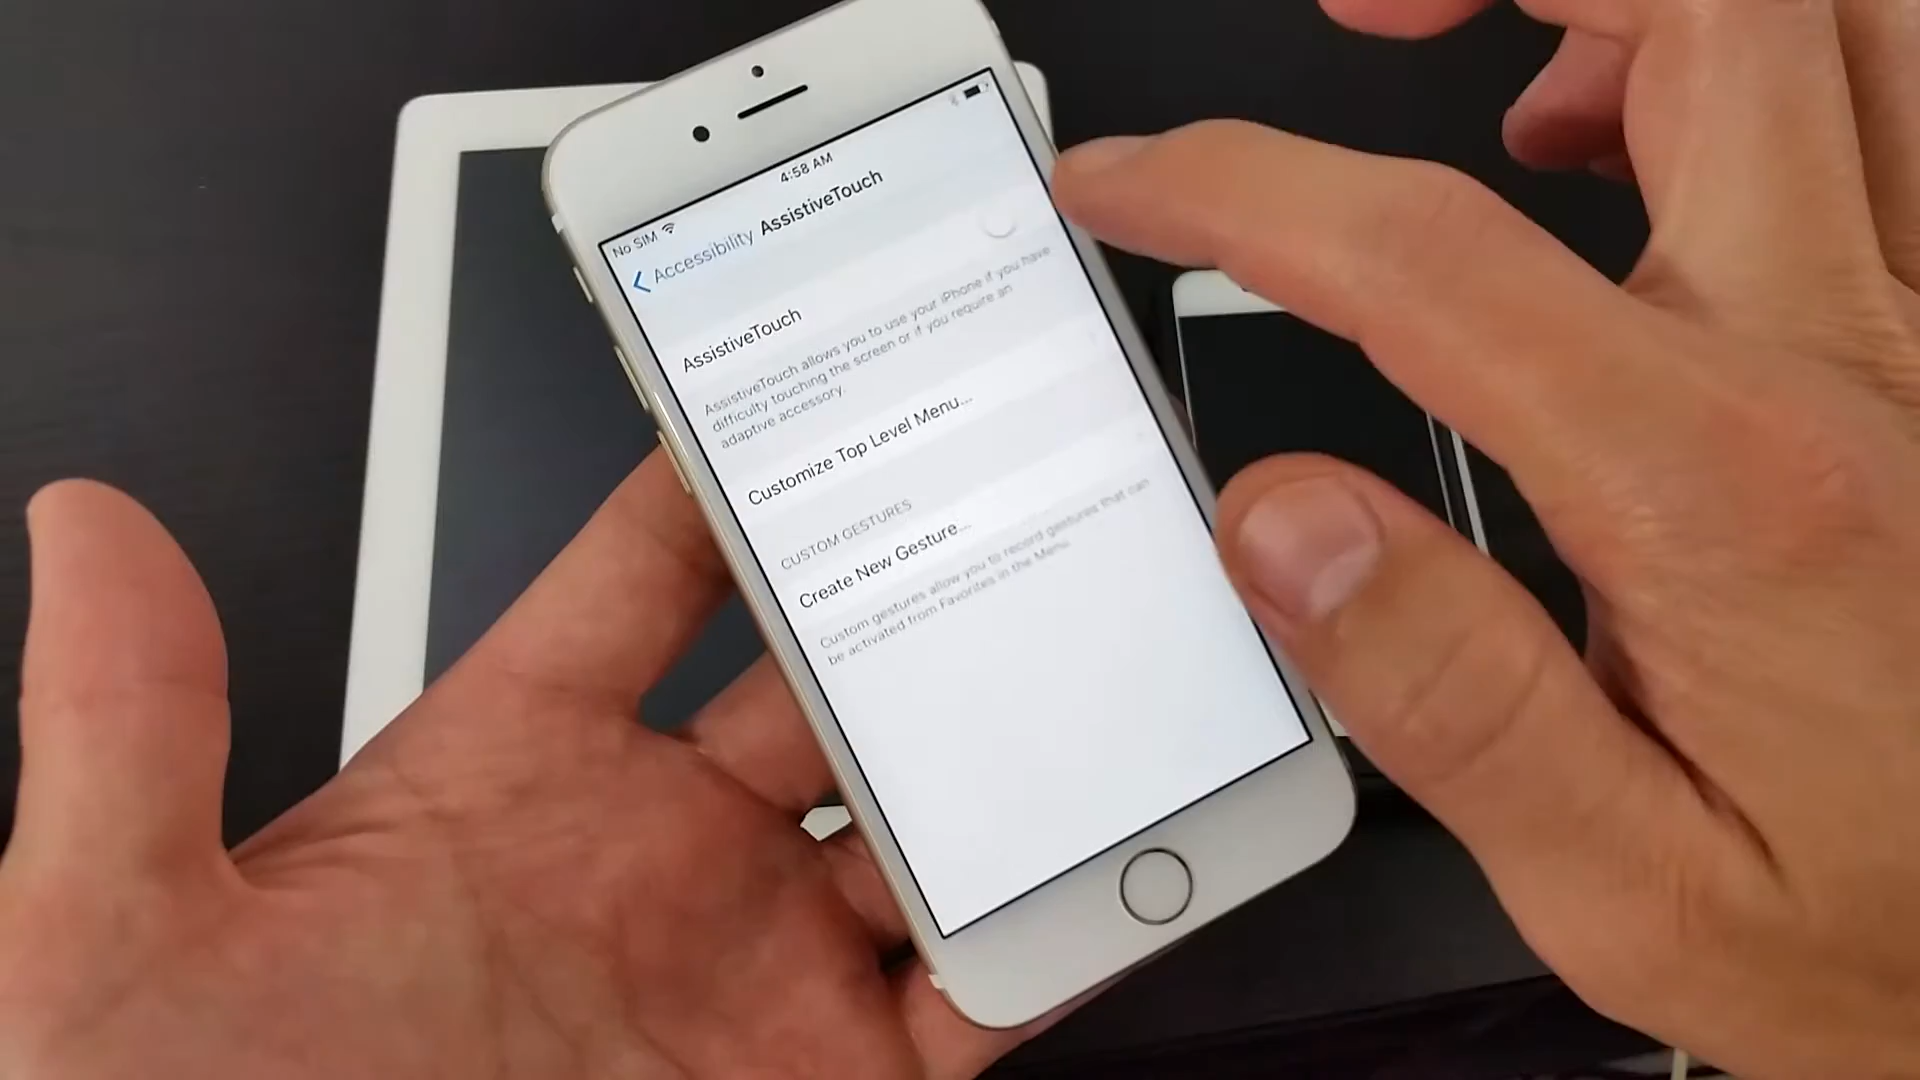 No SIM
4:58 AM
Accessibility
AssistiveTouch
AssistiveTouch
AssistiveTouch allows you to use your iPhone if you have
difficulty touching the screen or if you require an
adaptive accessory.
Customize Top Level Menu...
CUSTOM GESTURES
Create New Gesture...
Custom gestures allow you to record gestures that can
be activated from Favorites in the Menu.